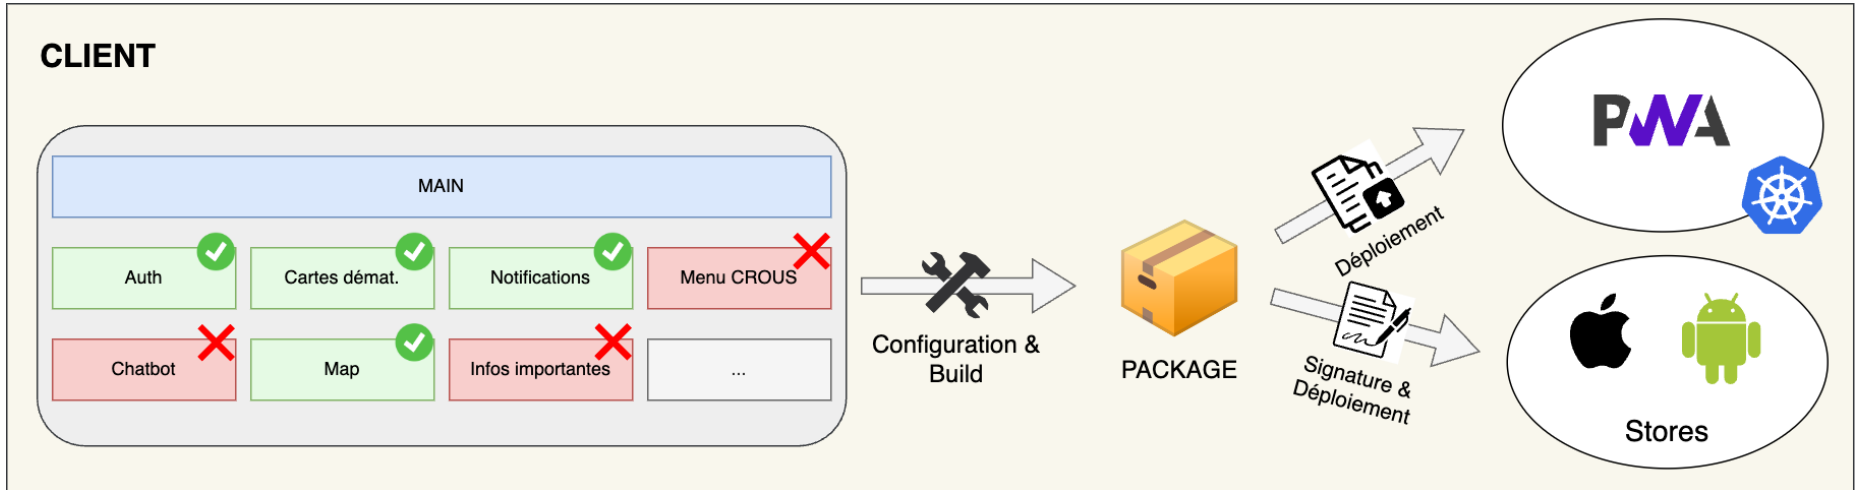 CLIENT
MAIN
Auth
Cartes démat.
Notifications
Menu CROUS
Chatbot
Map
Infos importantes
...
Configuration &
Build
PACKAGE
Déploiement
Signature &
Déploiement
PWA
Stores